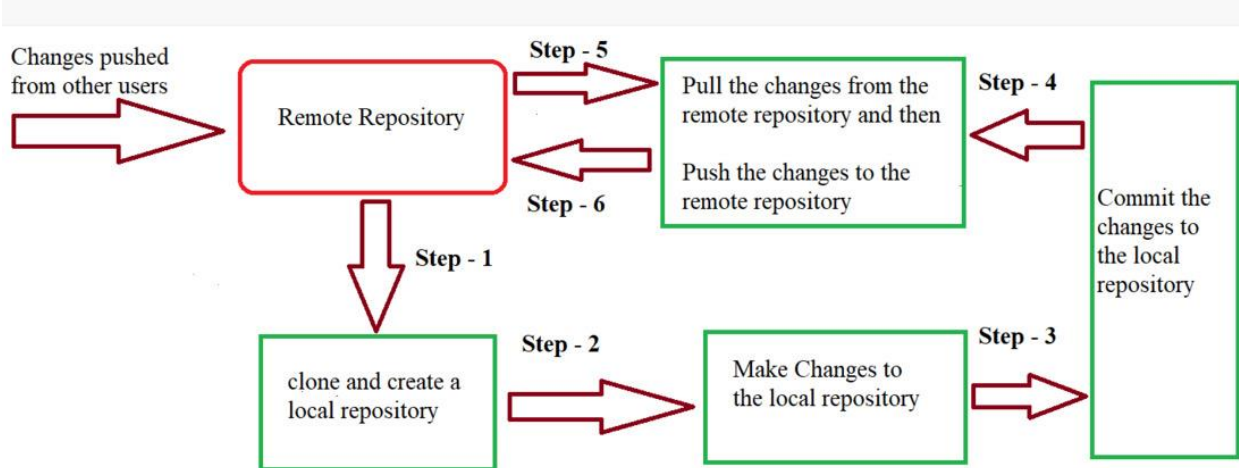 Changes pushed
from other users
Remote Repository
Step - 5
Pull the changes from the
remote repository and then
Push the changes to the
remote repository
Step - 4
Step - 6
Commit the
changes to
the local
repository
Step - 1
clone and create a
local repository
Step - 2
Make Changes to
the local repository
Step - 3